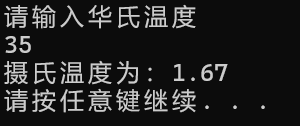 请输入华氏温度
35
摄氏温度为：1.67
请按任意键继续. . .